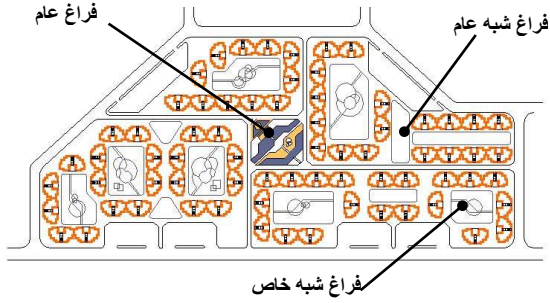 فراغ عام
فراغ شبه عام
فراغ شبه خاص